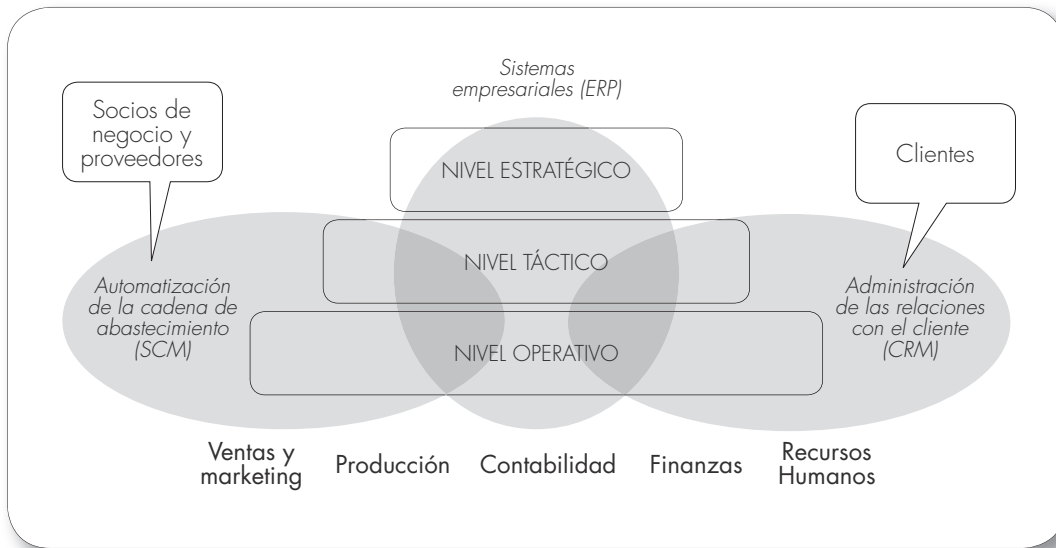 Sistemas
empresariales (ERP)
Socios de
negocio y
proveedores
Clientes
NIVEL ESTRATÉGICO
NIVEL TÁCTICO
Automatización
de la cadena de
abastecimiento
(SCM)
Administración
de las relaciones
con el cliente
(CRM)
NIVEL OPERATIVO
Ventas y
marketing
Producción
Contabilidad
Finanzas
Recursos
Humanos